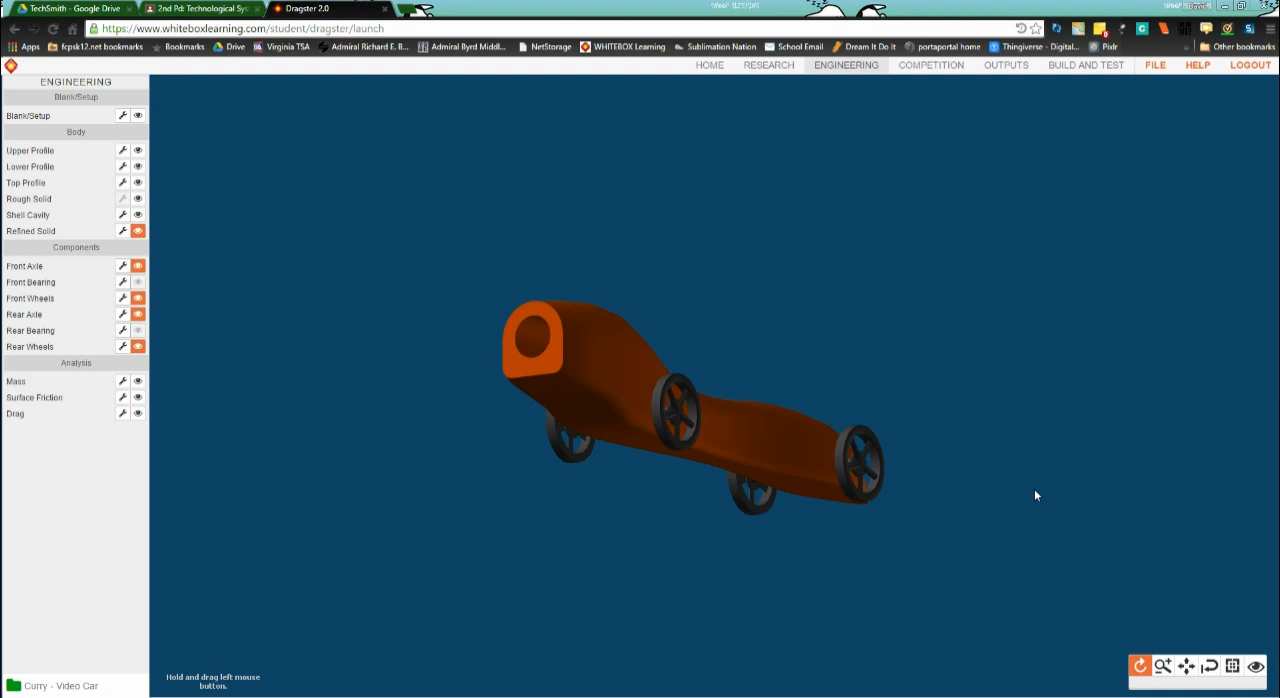 TechSmith - Google Drive
2nd Pd: Technological Sys
Dragster 2.0
https://www.whiteboxlearning.com/student/dragster/launch
Apps fcpsk12.net bookmarks Bookmarks Drive Virginia TSA Admiral Richard E. B... Admiral Byrd Middl... NetStorage WHITEBOX Learning Sublimation Nation School Email Dream It Do It portaportal home Thingiverse - Digital... Pixlr Other bookmarks
HOME RESEARCH ENGINEERING COMPETITION OUTPUTS BUILD AND TEST FILE HELP LOGOUT
ENGINEERING
Blank/Setup
Blank/Setup
Body
Upper Profile
Lower Profile
Top Profile
Rough Solid
Shell Cavity
Refined Solid
Components
Front Axle
Front Bearing
Front Wheels
Rear Axle
Rear Bearing
Rear Wheels
Analysis
Mass
Surface Friction
Drag
Hold and drag left mouse
button.
Curry - Video Car